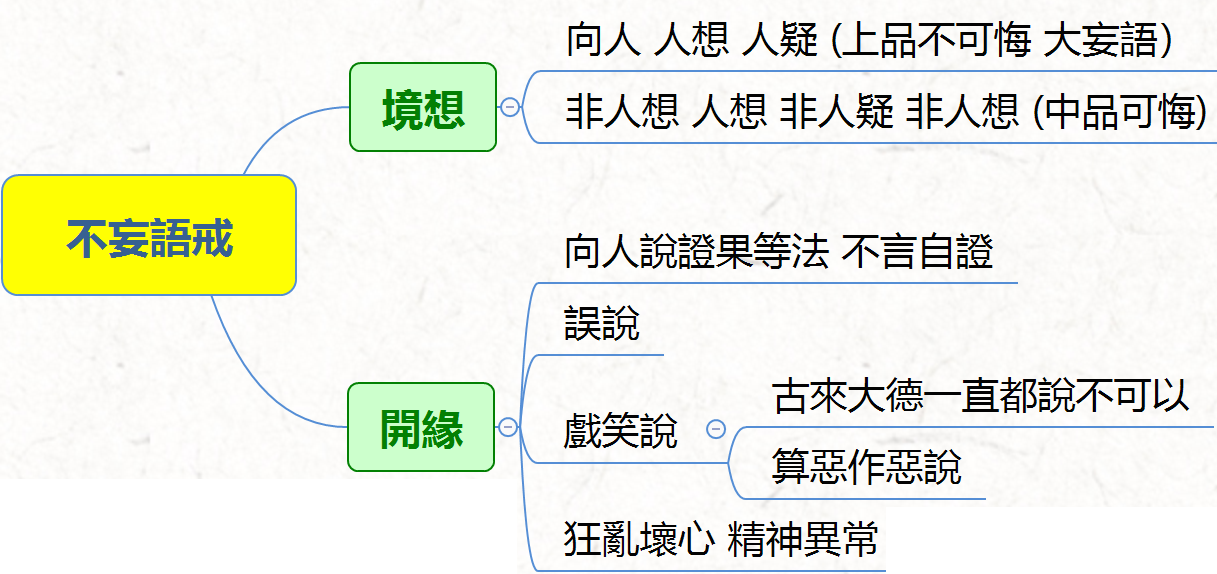 向人 人想 人疑 (上品不可悔 大妄語)
境想
非人想 人想 非人疑 非人想 (中品可悔)
不妄語戒
向人說證果等法 不言自證
誤說
古來大德一直都說不可以
開緣
戲笑說
算惡作惡說
狂亂壞心 精神異常